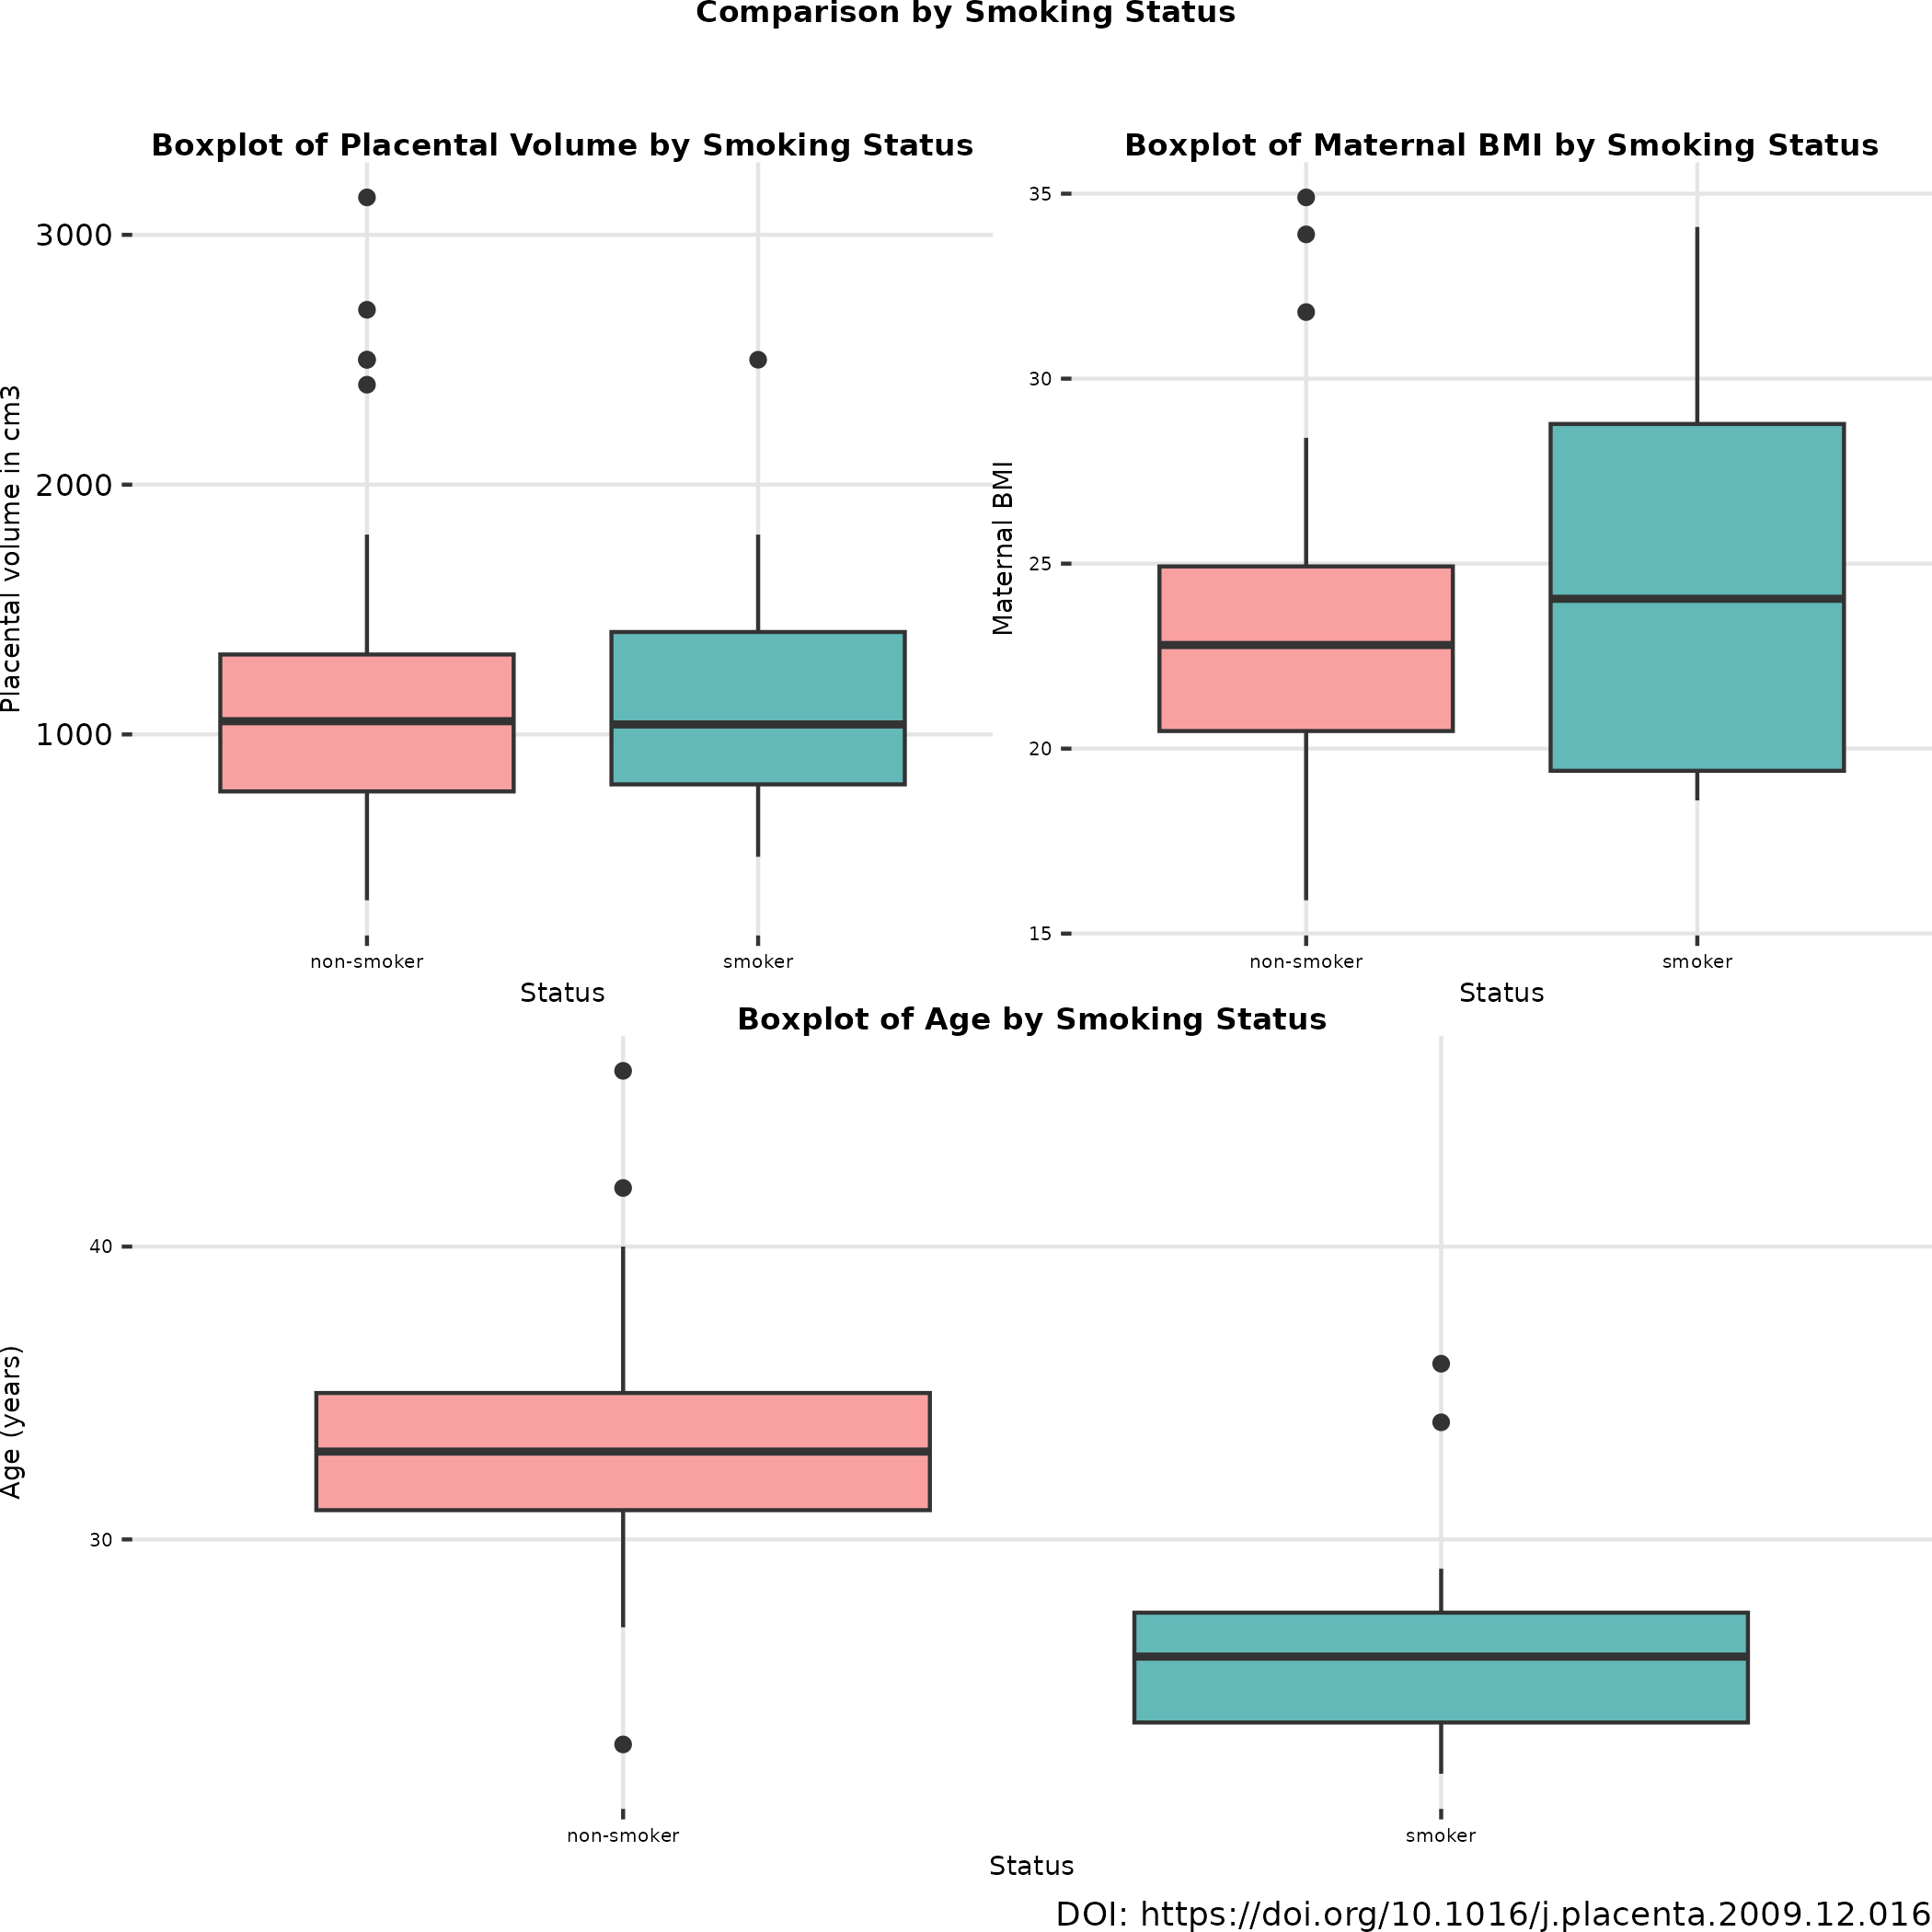 Comparison by Smoking Status
Boxplot of Placental Volume by Smoking Status
Placental volume in cm3
3000
2000
1000
non-smoker
smoker
Status
Boxplot of Maternal BMI by Smoking Status
Maternal BMI
35
30
25
20
15
non-smoker
smoker
Status
Boxplot of Age by Smoking Status
Age (years)
40
30
non-smoker
smoker
Status
DOI: https://doi.org/10.1016/j.placenta.2009.12.016